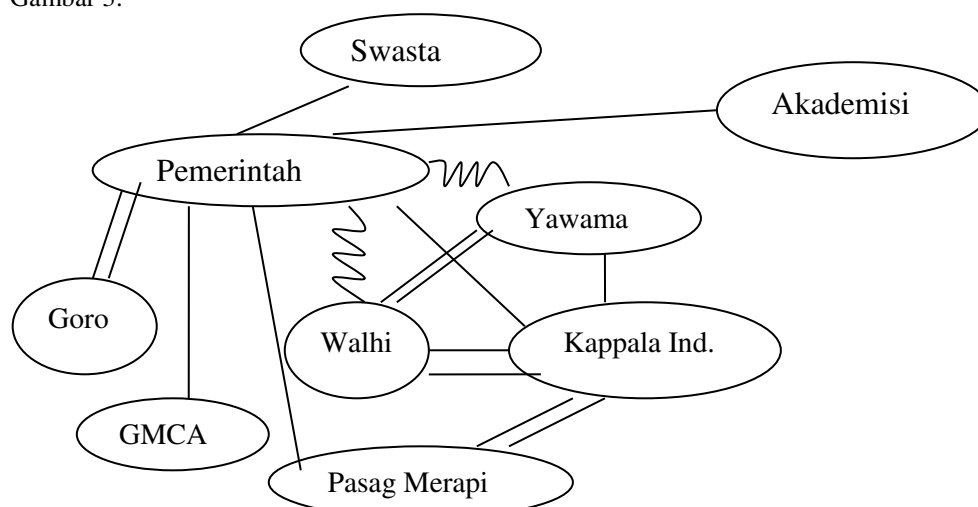 Gambar 3.
Swasta
Akademisi
Pemerintah
Yawama
Goro
Walhi
Kappala Ind.
GMCA
Pasag Merapi